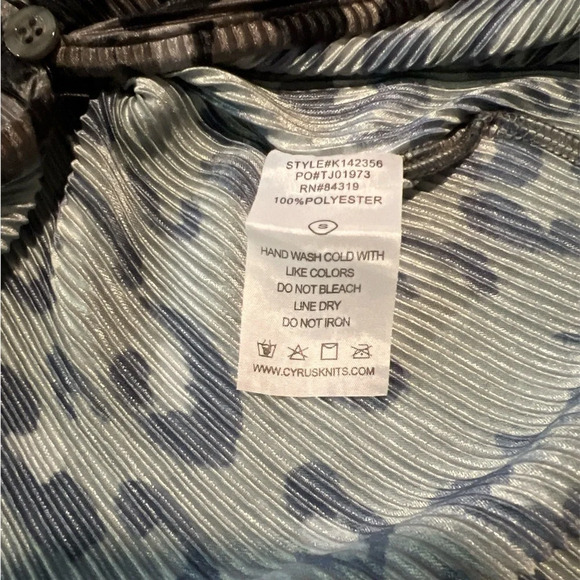 STYLE#K142356
PO#TJ01973
RN#84319
100%POLYESTER
S
HAND WASH COLD WITH
LIKE COLORS
DO NOT BLEACH
LINE DRY
DO NOT IRON
WWW.CYRUSKNITS.COM